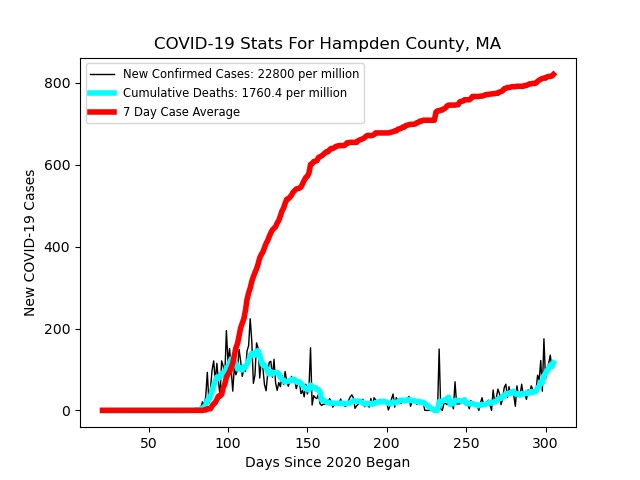 COVID-19 Stats For Hampden County, MA
New Confirmed Cases: 22800 per million
Cumulative Deaths: 1760.4 per million
7 Day Case Average
New COVID-19 Cases
800
600
400
200
0
50 100 150 200 250 300
Days Since 2020 Began